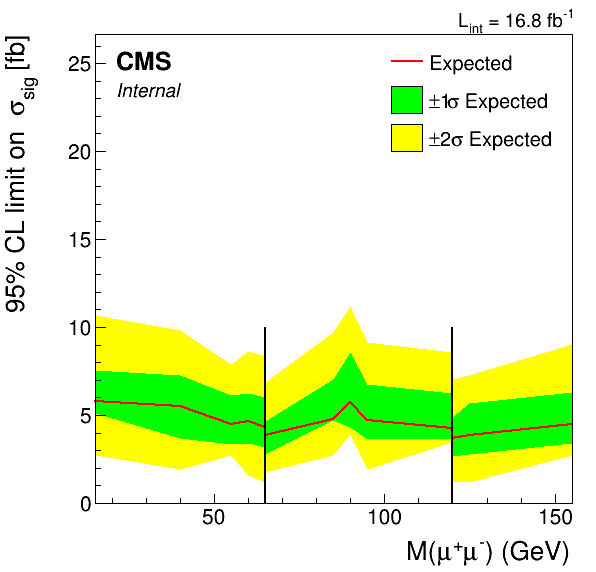 L_int = 16.8 fb⁻¹
CMS
Internal
Expected
±1σ Expected
±2σ Expected
95% CL limit on σ_sig [fb]
25
20
15
10
5
0
50 100 150
M(μ⁺μ⁻) (GeV)